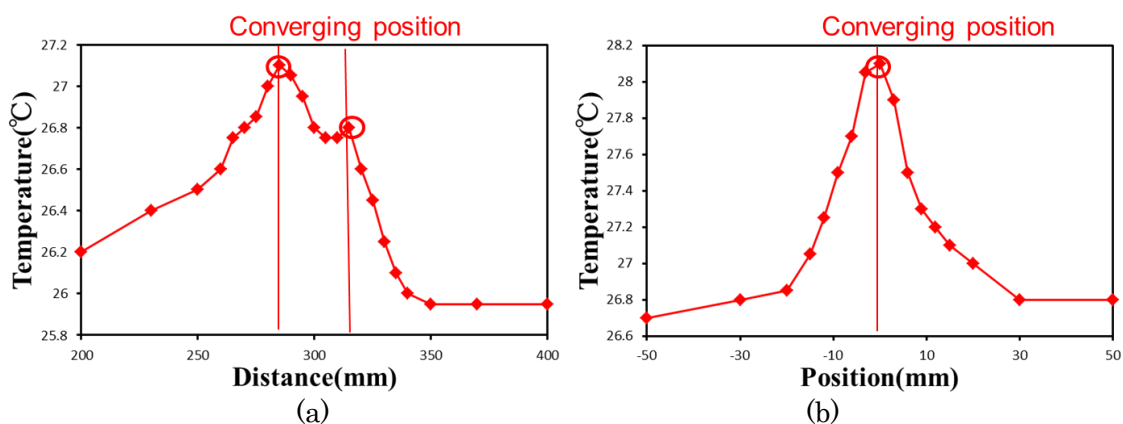 Converging position
27.2
27
26.8
26.6
26.4
26.2
26
25.8
Temperature(℃)
200 250 300 350 400
Distance(mm)
(a)
Converging position
28.2
28
27.8
27.6
27.4
27.2
27
26.8
26.6
Temperature(℃)
-50 -30 -10 10 30 50
Position(mm)
(b)